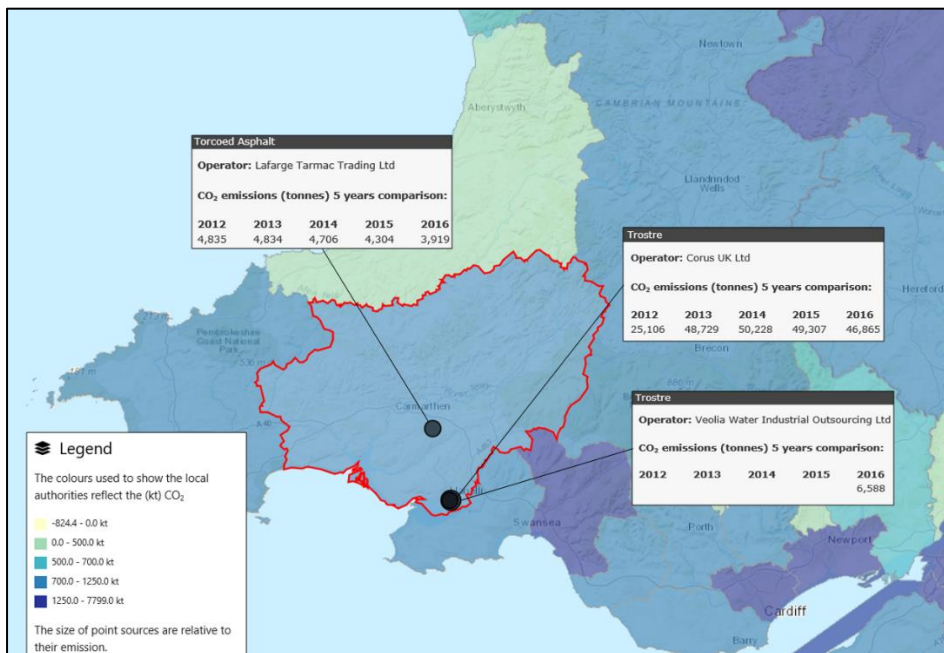 Newtown
CAMBRIAN MOUNTAINS
Aberystwyth
Torcoed Asphalt
Operator: Lafarge Tarmac Trading Ltd
CO₂ emissions (tonnes) 5 years comparison:
2012 2013 2014 2015 2016
4,835 4,834 4,706 4,304 3,919
Llandrindod
Wells
Trostre
Operator: Corus UK Ltd
CO₂ emissions (tonnes) 5 years comparison:
2012 2013 2014 2015 2016
25,106 48,729 50,228 49,307 46,865
Hereford
Pembrokeshire
Coast National
Park
Brecon
Carmarthen
A40
Trostre
Operator: Veolia Water Industrial Outsourcing Ltd
CO₂ emissions (tonnes) 5 years comparison:
2012 2013 2014 2015 2016
6,588
Swansea
Porth
Newport
Cardiff
Barry
Legend
The colours used to show the local
authorities reflect the (kt) CO₂
-824.4 - 0.0 kt
0.0 - 500.0 kt
500.0 - 700.0 kt
700.0 - 1250.0 kt
1250.0 - 7799.0 kt
The size of point sources are relative to
their emission.